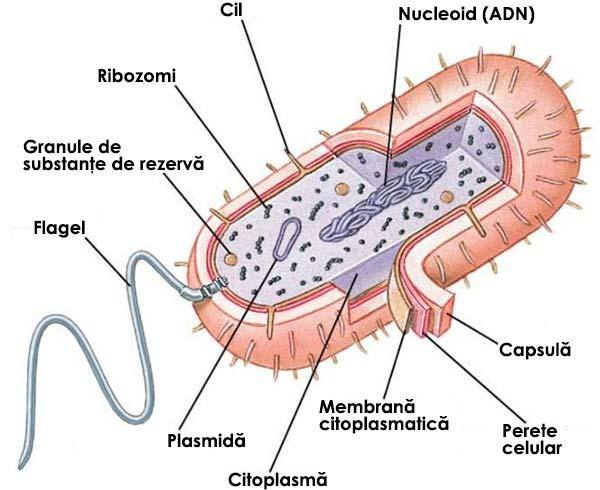 Cil
Nucleoid (ADN)
Ribozomi
Granule de
substanțe de rezervă
Flagel
Capsulă
Membrană
citoplasmatică
Perete
celular
Plasmidă
Citoplasmă